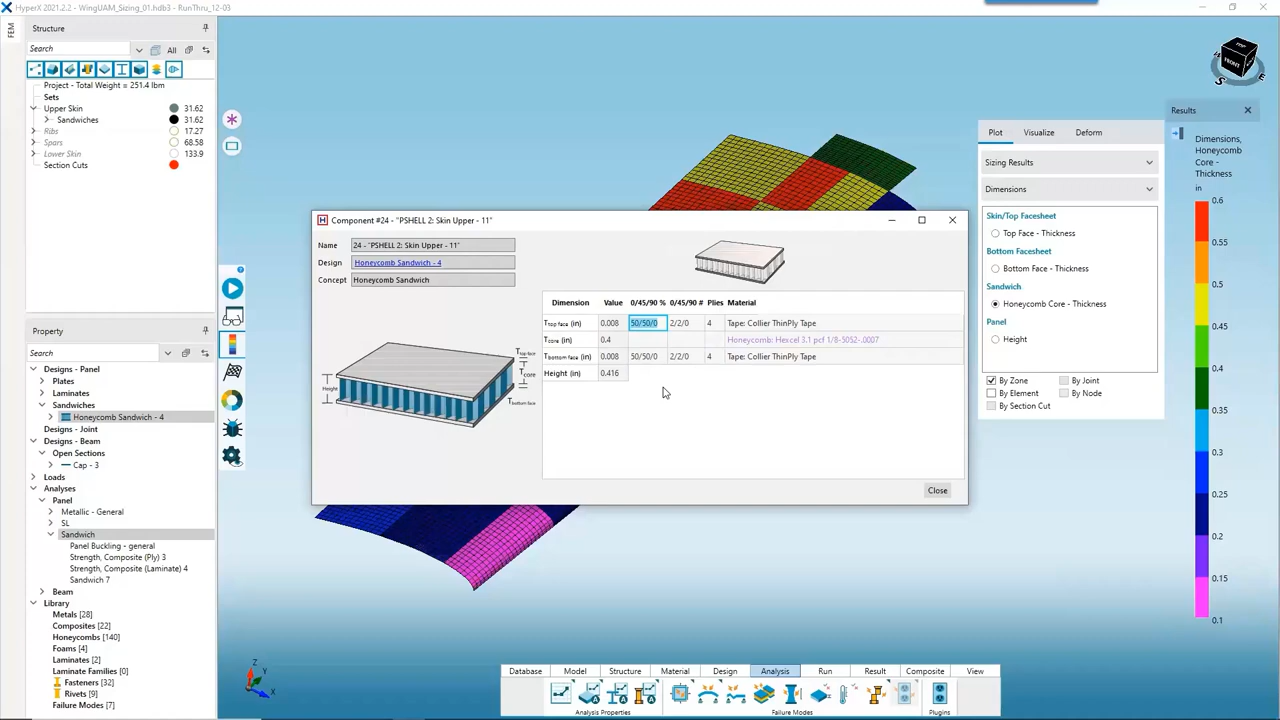 HyperX 2021.2.2 - WingUAM_Sizing_01.hdb3 - RunThru_12-03
FEM
Structure
Search
All
Project - Total Weight = 251.4 lbm
Sets
Upper Skin 31.62
Sandwiches 31.62
Ribs 17.27
Spars 68.58
Lower Skin 133.9
Section Cuts
Property
Search
Designs - Panel
Plates
Laminates
Sandwiches
Honeycomb Sandwich - 4
Designs - Joint
Designs - Beam
Open Sections
Cap - 3
Loads
Analyses
Panel
Metallic - General
SL
Sandwich
Panel Buckling - general
Strength, Composite (Ply) 3
Strength, Composite (Laminate) 4
Sandwich 7
Beam
Library
Metals [28]
Composites [22]
Honeycombs [140]
Foams [4]
Laminates [2]
Laminate Families [0]
Fasteners [32]
Rivets [9]
Failure Modes [7]
Component #24 - "PSHELL 2: Skin Upper - 11"
Name 24 - "PSHELL 2: Skin Upper - 11"
Design Honeycomb Sandwich - 4
Concept Honeycomb Sandwich
Height
Ttop face
Tcore
Tbottom face
Dimension Value 0/45/90 % 0/45/90 # Plies Material
Ttop face (in) 0.008 50/50/0 2/2/0 4 Tape: Collier ThinPly Tape
Tcore (in) 0.4 Honeycomb: Hexcel 3.1 pcf 1/8-5052-.0007
Tbottom face (in) 0.008 50/50/0 2/2/0 4 Tape: Collier ThinPly Tape
Height (in) 0.416
Close
TOP
FRONT
S
E
Results
Plot Visualize Deform
Sizing Results
Dimensions
Skin/Top Facesheet
Top Face - Thickness
Bottom Facesheet
Bottom Face - Thickness
Sandwich
Honeycomb Core - Thickness
Panel
Height
By Zone By Joint
By Element By Node
By Section Cut
Dimensions,
Honeycomb
Core -
Thickness
in
0.6
0.55
0.5
0.45
0.4
0.35
0.3
0.25
0.2
0.15
0.1
Z
Y
X
Database Model Structure Material Design Analysis Run Result Composite View
Analysis Properties Failure Modes Plugins